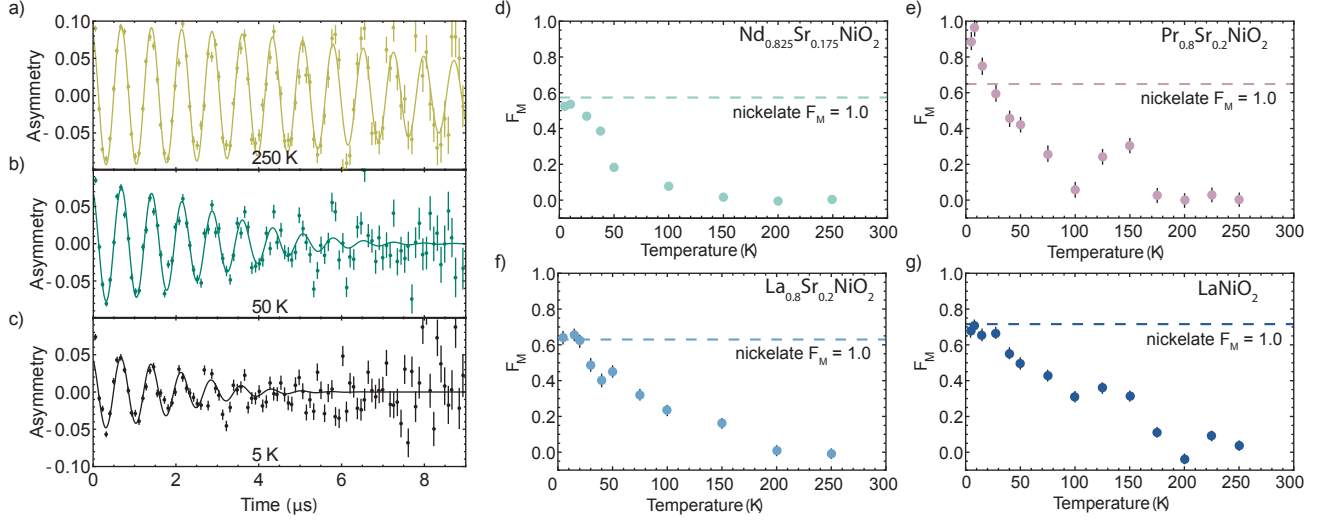 a)
0.10
0.05
0.00
-0.05
Asymmetry
250 K
b)
0.05
0.00
-0.05
Asymmetry
50 K
c)
0.05
0.00
-0.05
-0.10
Asymmetry
5 K
0 2 4 6 8
Time (μs)
d)
Nd0.825Sr0.175NiO2
1.0
0.8
0.6
0.4
0.2
0.0
FM
nickelate FM = 1.0
0 50 100 150 200 250 300
Temperature (K)
e)
Pr0.8Sr0.2NiO2
1.0
0.8
0.6
0.4
0.2
0.0
FM
nickelate FM = 1.0
0 50 100 150 200 250 300
Temperature (K)
f)
La0.8Sr0.2NiO2
1.0
0.8
0.6
0.4
0.2
0.0
FM
nickelate FM = 1.0
0 50 100 150 200 250 300
Temperature (K)
g)
LaNiO2
1.0
0.8
0.6
0.4
0.2
0.0
FM
nickelate FM = 1.0
0 50 100 150 200 250 300
Temperature (K)